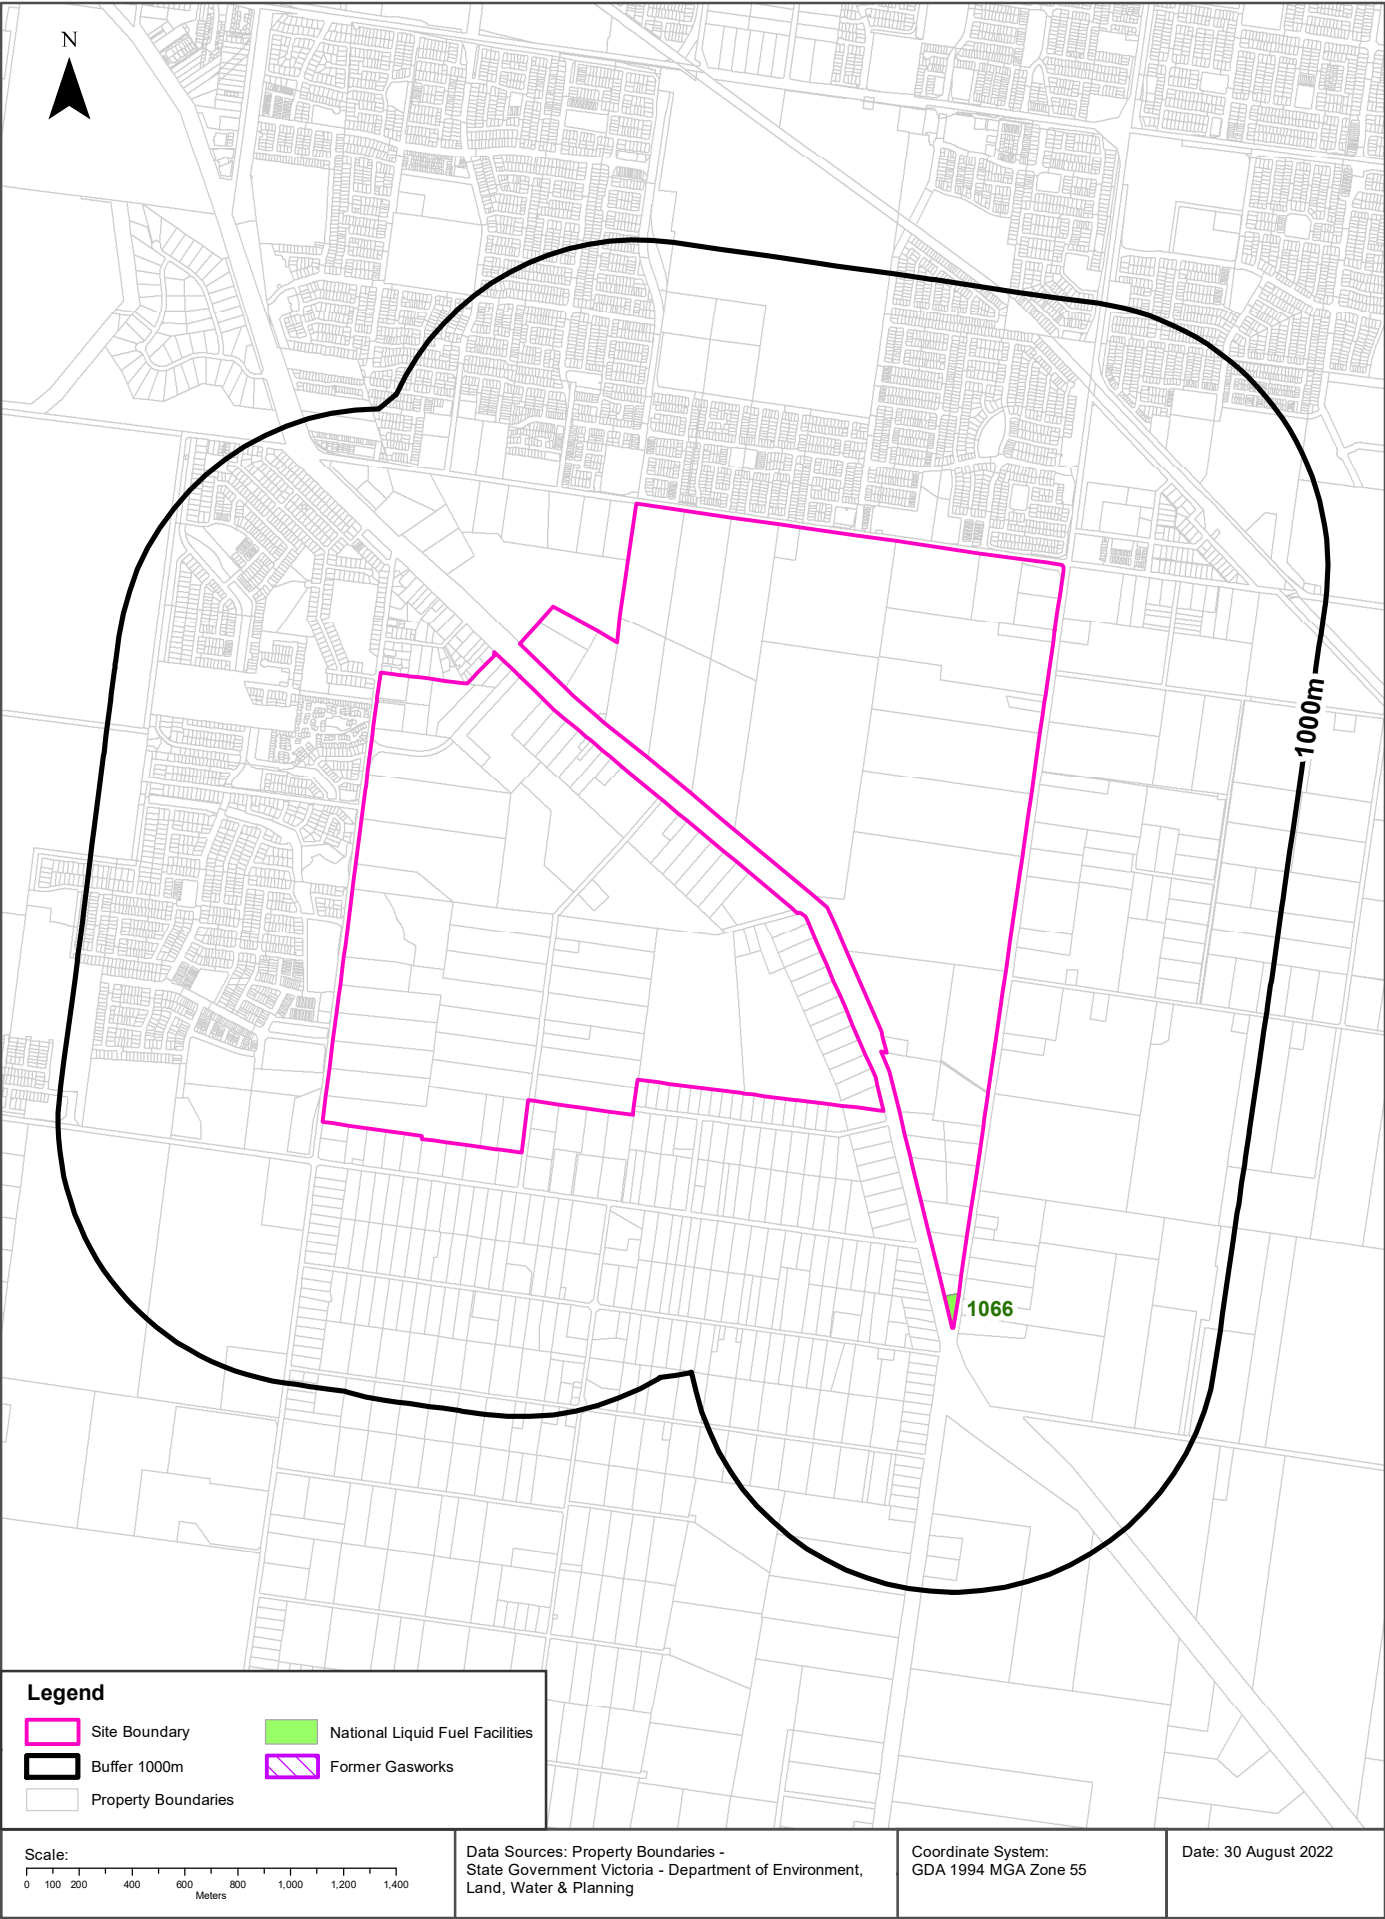 N
1000m
1066
Legend
Site Boundary
National Liquid Fuel Facilities
Buffer 1000m
Former Gasworks
Property Boundaries
Scale:
0 100 200 400 600 800 1,000 1,200 1,400
Meters
Data Sources: Property Boundaries -
State Government Victoria - Department of Environment,
Land, Water & Planning
Coordinate System:
GDA 1994 MGA Zone 55
Date: 30 August 2022